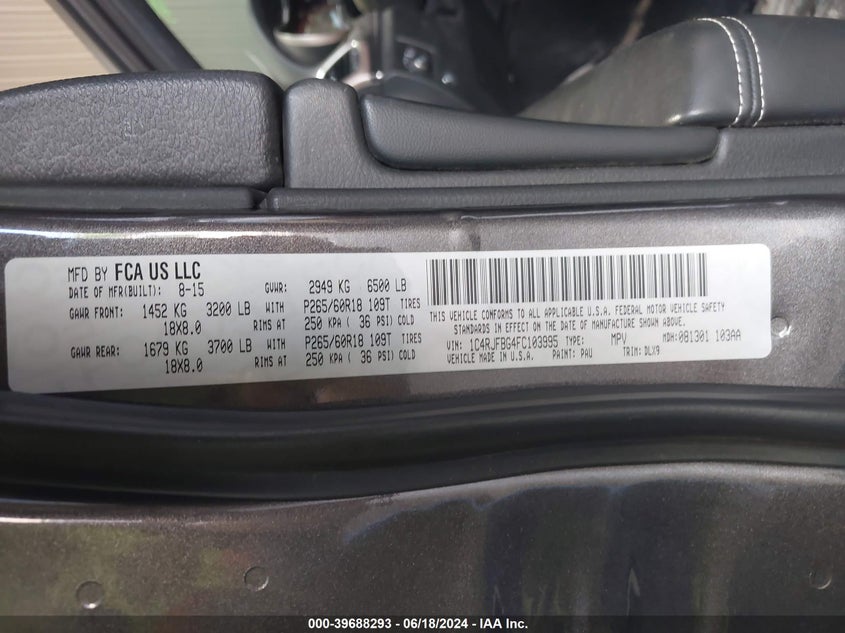 MFD BY FCA US LLC
DATE OF MFR(BUILT): 8-15 GVWR: 2949 KG 6500 LB
GAWR FRONT: 1452 KG 3200 LB WITH P265/60R18 109T TIRES
18X8.0 RIMS AT 250 KPA ( 36 PSI) COLD
GAWR REAR: 1679 KG 3700 LB WITH P265/60R18 109T TIRES
18X8.0 RIMS AT 250 KPA ( 36 PSI) COLD
THIS VEHICLE CONFORMS TO ALL APPLICABLE U.S.A. FEDERAL MOTOR VEHICLE SAFETY
STANDARDS IN EFFECT ON THE DATE OF MANUFACTURE SHOWN ABOVE.
VIN: 1C4RJFBG4FC103995 TYPE: MPV MDH: 081301 103AA
MADE IN U.S.A. PAINT: PAU TRIM: DLX9
000-39688293 - 06/18/2024 - IAA Inc.